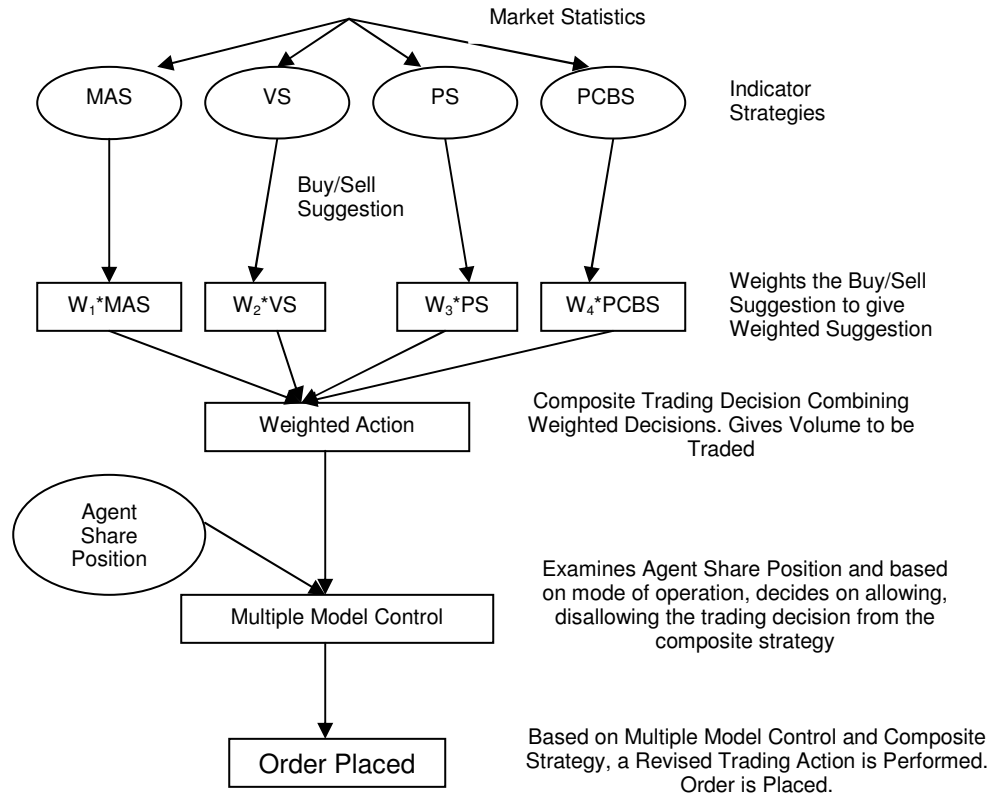 Market Statistics
MAS
VS
PS
PCBS
Indicator
Strategies
Buy/Sell
Suggestion
W₁*MAS
W₂*VS
W₃*PS
W₄*PCBS
Weights the Buy/Sell
Suggestion to give
Weighted Suggestion
Weighted Action
Composite Trading Decision Combining
Weighted Decisions. Gives Volume to be
Traded
Agent
Share
Position
Multiple Model Control
Examines Agent Share Position and based
on mode of operation, decides on allowing,
disallowing the trading decision from the
composite strategy
Order Placed
Based on Multiple Model Control and Composite
Strategy, a Revised Trading Action is Performed.
Order is Placed.